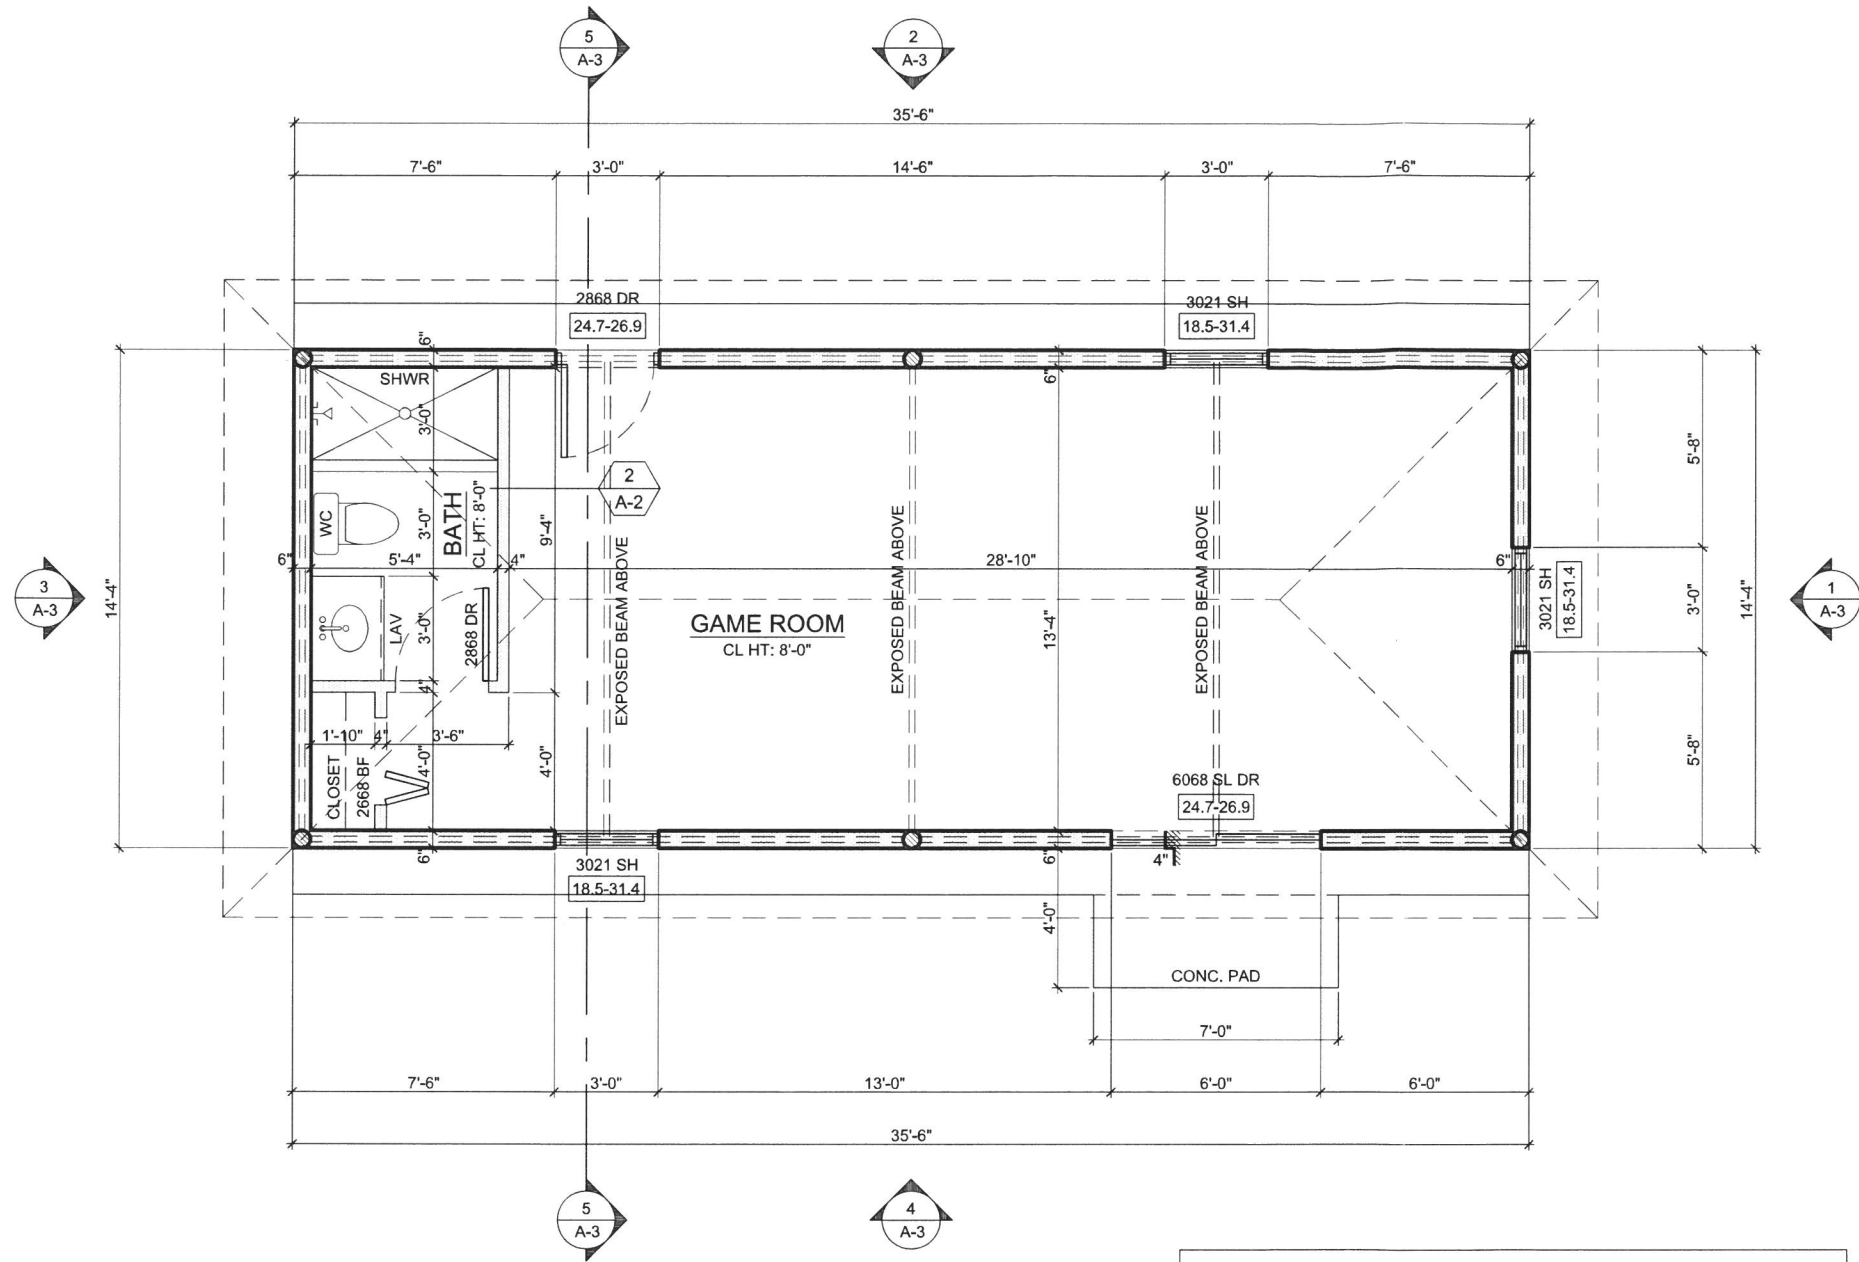 5
A-3
2
A-3
35'-6"
7'-6"
3'-0"
14'-6"
3'-0"
7'-6"
2868 DR
24.7-26.9
3021 SH
18.5-31.4
6"
SHWR
3'-0"
6"
5'-8"
2
A-2
WC
3'-0"
BATH
CL HT: 8'-0"
9'-4"
EXPOSED BEAM ABOVE
EXPOSED BEAM ABOVE
EXPOSED BEAM ABOVE
6"
5'-4"
4"
28'-10"
6"
3
A-3
14'-4"
LAV
3'-0"
2868 DR
GAME ROOM
CL HT: 8'-0"
13'-4"
3021 SH
18.5-31.4
3'-0"
14'-4"
1
A-3
4"
1'-10"
4"
3'-6"
CLOSET
2668 BF
4'-0"
4'-0"
5'-8"
6068 SL DR
24.7-26.9
6"
3021 SH
18.5-31.4
6"
4"
4'-0"
CONC. PAD
7'-0"
7'-6"
3'-0"
13'-0"
6'-0"
6'-0"
35'-6"
5
A-3
4
A-3